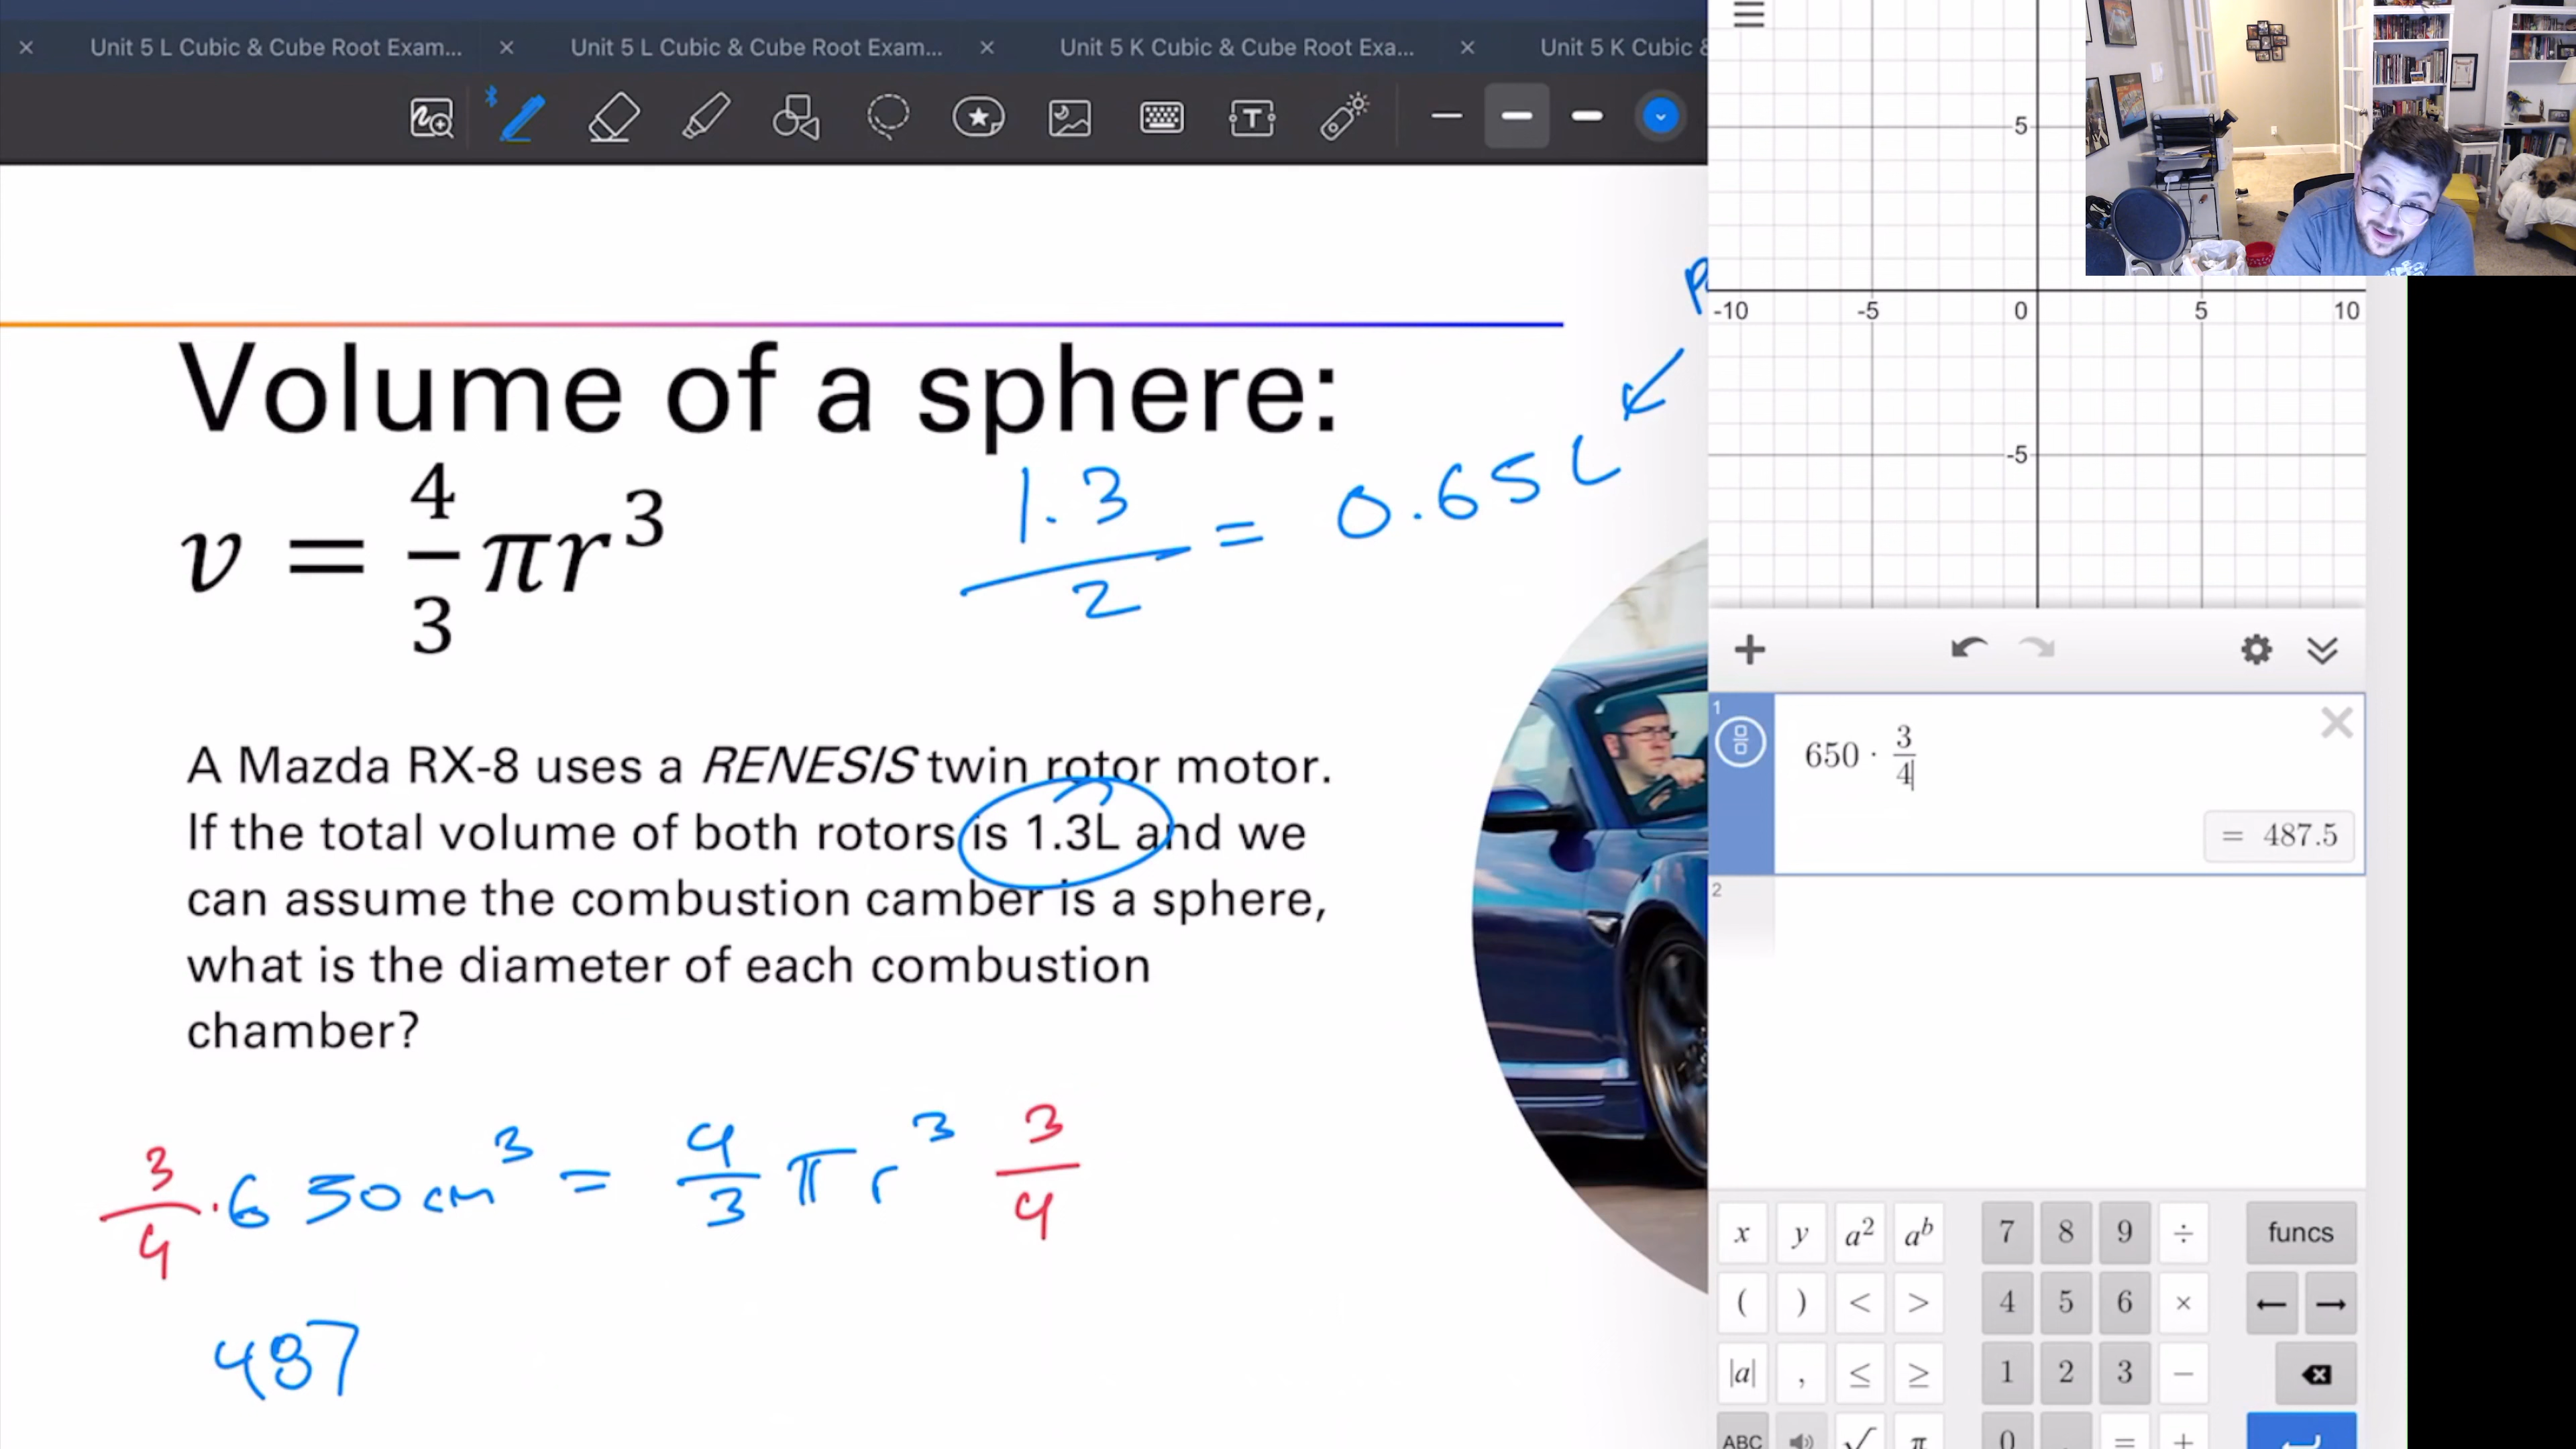 Unit 5 L Cubic & Cube Root Exam...
Unit 5 L Cubic & Cube Root Exam...
Unit 5 K Cubic & Cube Root Exa...
Unit 5 K Cubic &
Volume of a sphere:
v = 4/3 πr³
1.3/2 = 0.65 L
A Mazda RX-8 uses a RENESIS twin rotor motor.
If the total volume of both rotors is 1.3L and we
can assume the combustion camber is a sphere,
what is the diameter of each combustion
chamber?
3/4 · 650 cm³ = 4/3 π r³ 3/4
487
5
-10 -5 0 5 10
-5
1
650 · 3/4
= 487.5
2
x y a² aᵇ 7 8 9 ÷ funcs
( ) < > 4 5 6 × ← →
|a| , ≤ ≥ 1 2 3 −
ABC √ π 0 . = +